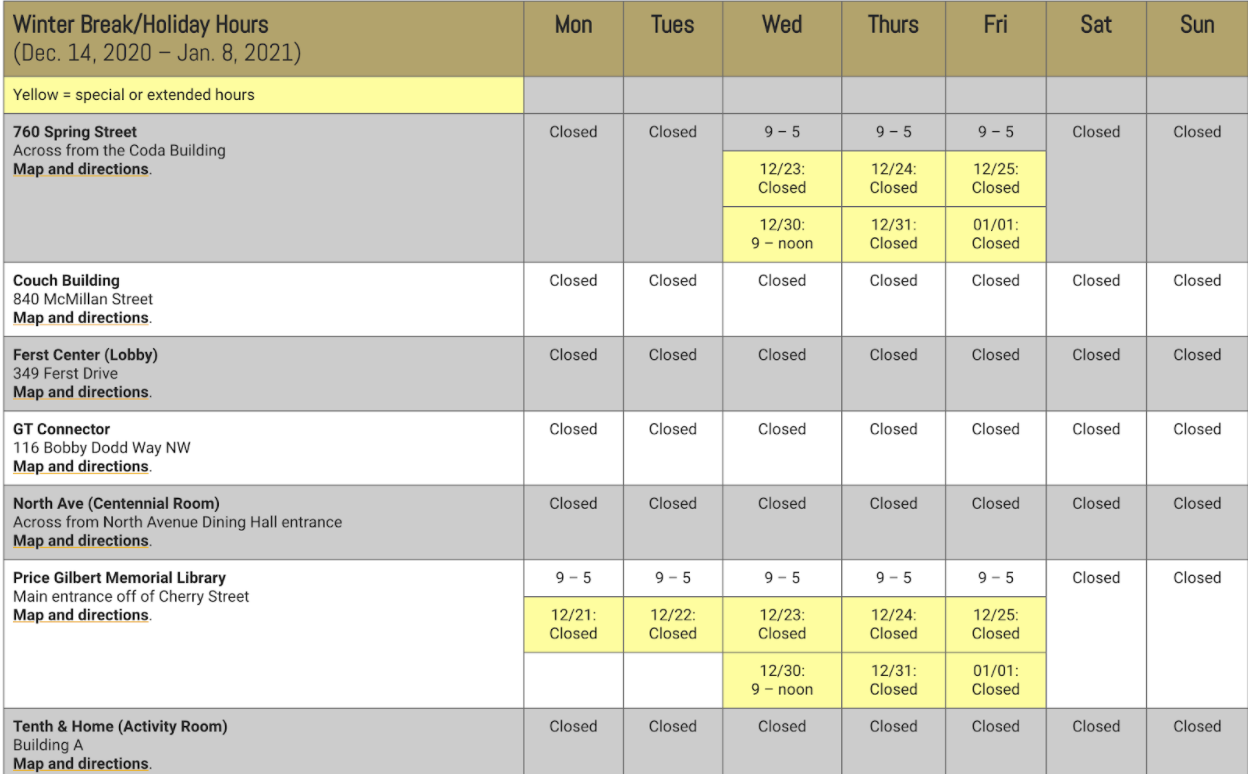 Winter Break/Holiday Hours Mon Tues Wed Thurs Fri Sat Sun
(Dec. 14, 2020 – Jan. 8, 2021)
Yellow = special or extended hours
760 Spring Street Closed Closed 9 – 5 9 – 5 9 – 5 Closed Closed
Across from the Coda Building
Map and directions.
12/23: 12/24: 12/25:
Closed Closed Closed
12/30: 12/31: 01/01:
9 – noon Closed Closed
Couch Building Closed Closed Closed Closed Closed Closed Closed
840 McMillan Street
Map and directions.
Ferst Center (Lobby) Closed Closed Closed Closed Closed Closed Closed
349 Ferst Drive
Map and directions.
GT Connector Closed Closed Closed Closed Closed Closed Closed
116 Bobby Dodd Way NW
Map and directions.
North Ave (Centennial Room) Closed Closed Closed Closed Closed Closed Closed
Across from North Avenue Dining Hall entrance
Map and directions.
Price Gilbert Memorial Library 9 – 5 9 – 5 9 – 5 9 – 5 9 – 5 Closed Closed
Main entrance off of Cherry Street
Map and directions.
12/21: 12/22: 12/23: 12/24: 12/25:
Closed Closed Closed Closed Closed
12/30: 12/31: 01/01:
9 – noon Closed Closed
Tenth & Home (Activity Room) Closed Closed Closed Closed Closed Closed Closed
Building A
Map and directions.